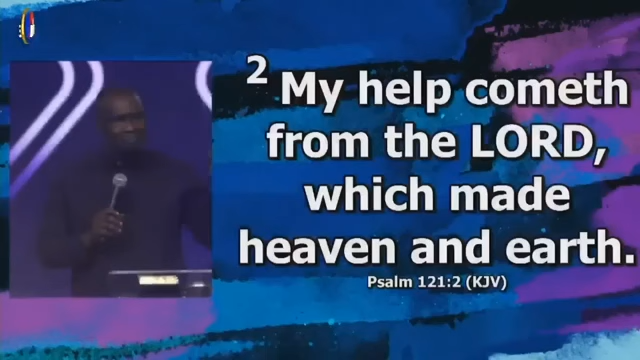 2 My help cometh
from the LORD,
which made
heaven and earth.
Psalm 121:2 (KJV)